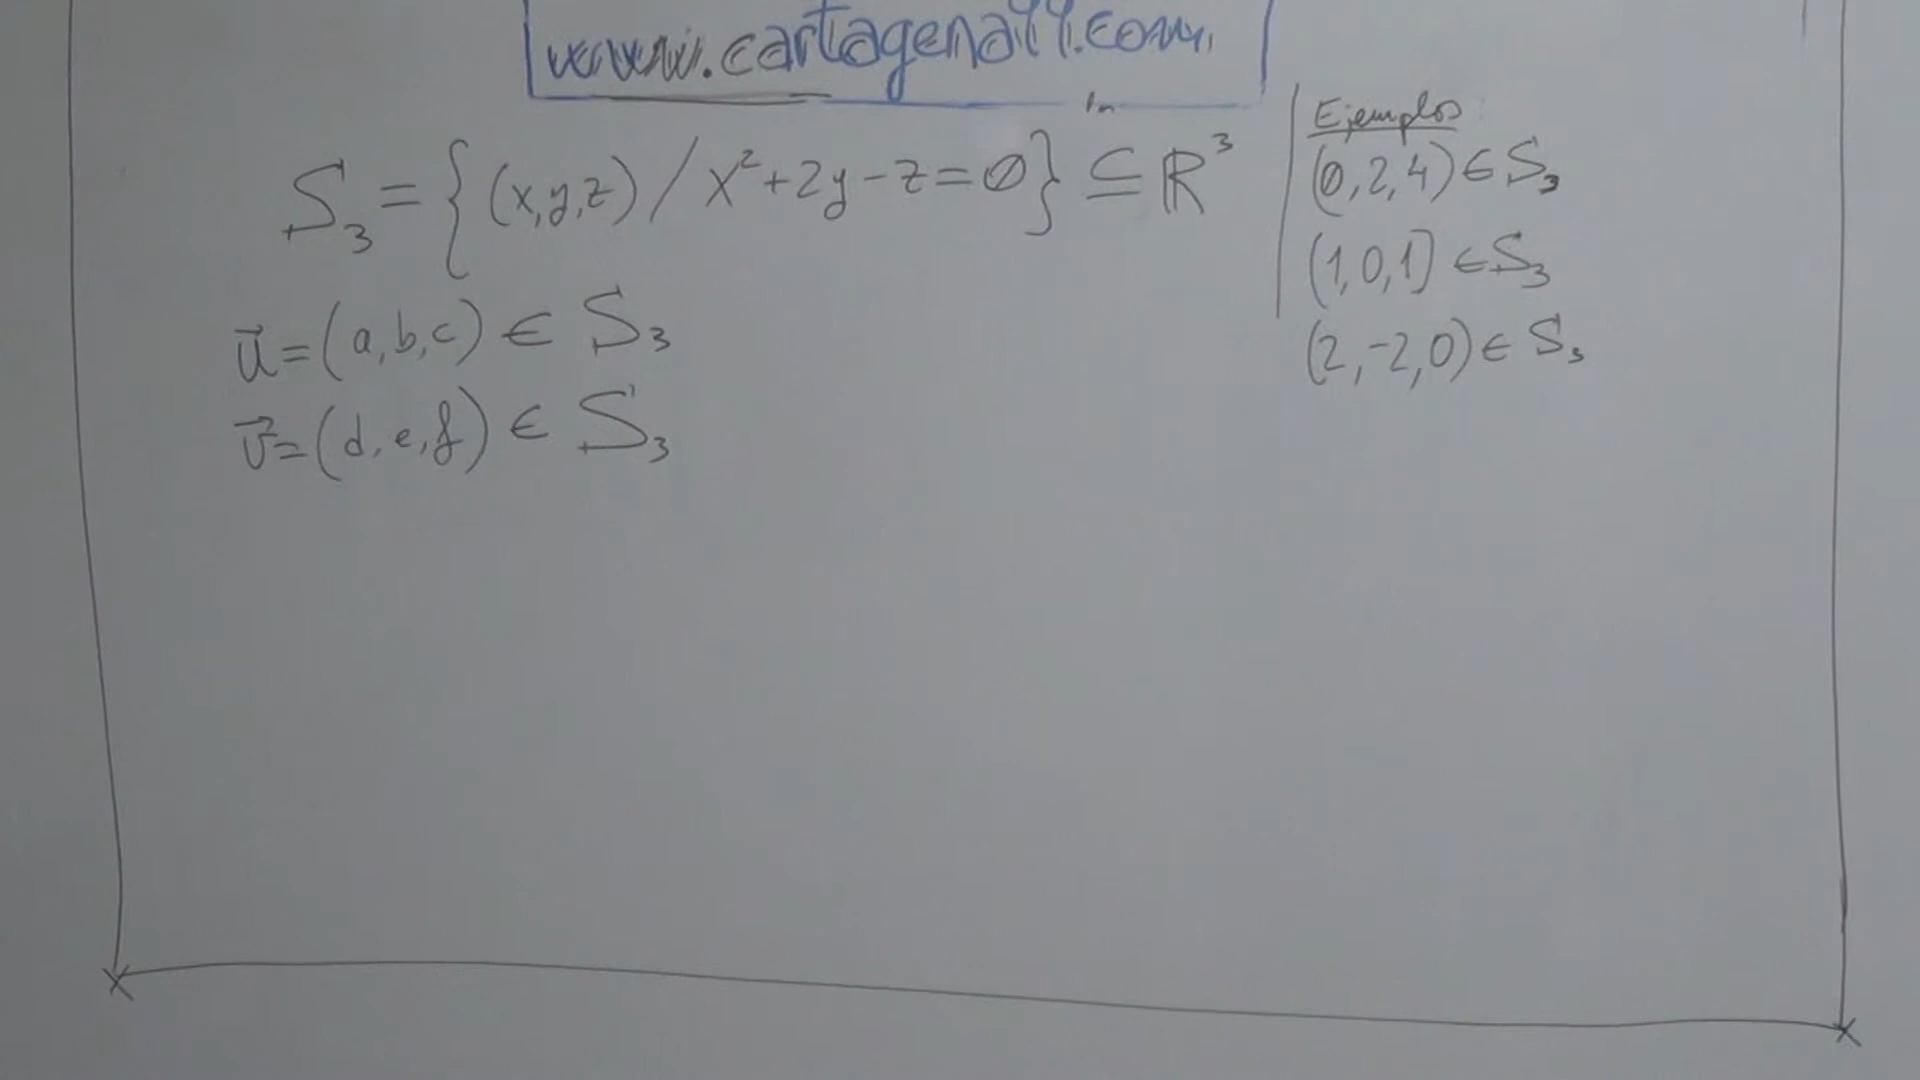 www.cartagena99.com
S₃ = {(x,y,z) / x²+2y-z=0} ⊆ ℝ³
u⃗=(a,b,c) ∈ S₃
v⃗=(d,e,f) ∈ S₃
Ejemplos
(0,2,4) ∈ S₃
(1,0,1) ∈ S₃
(2,-2,0) ∈ S₃